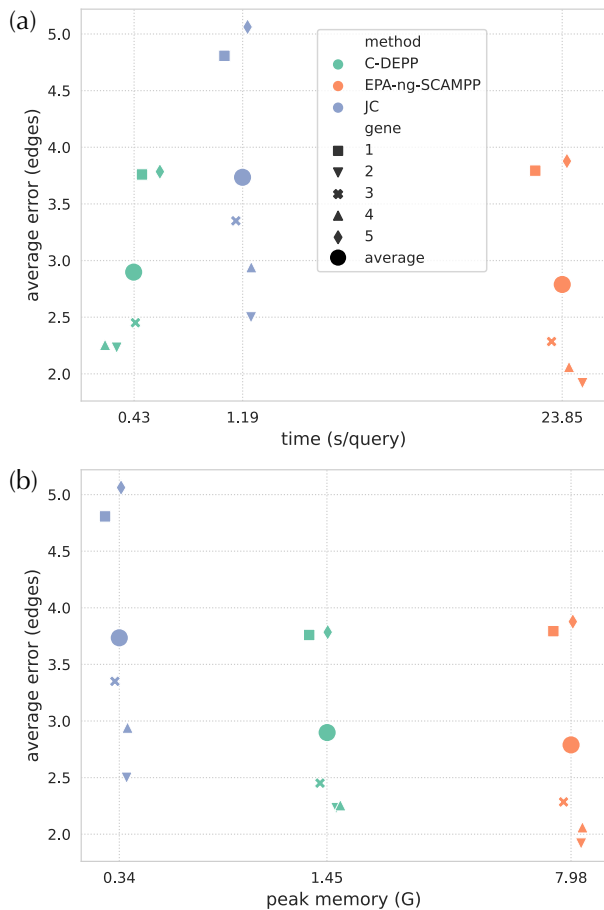 (a)
5.0
4.5
4.0
3.5
3.0
2.5
2.0
average error (edges)
method
C-DEPP
EPA-ng-SCAMPP
JC
gene
1
2
3
4
5
average
0.43 1.19 23.85
time (s/query)
(b)
5.0
4.5
4.0
3.5
3.0
2.5
2.0
average error (edges)
0.34 1.45 7.98
peak memory (G)